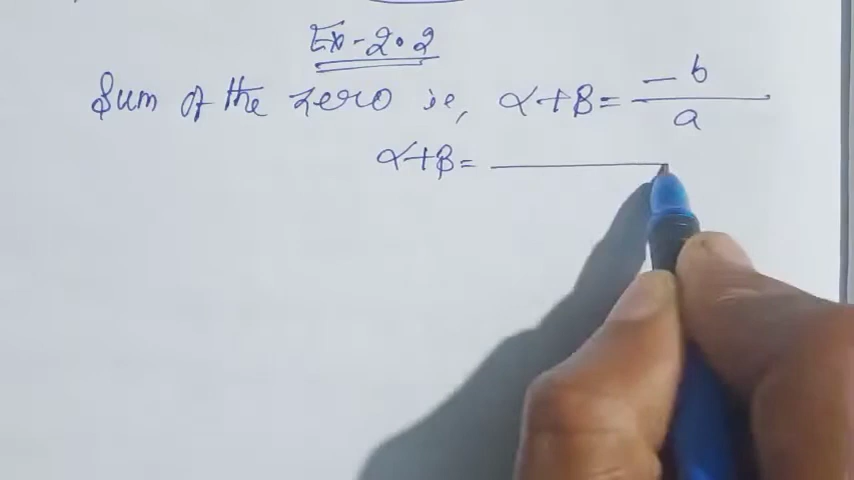 Ex-2.2
Sum of the zero ie, α+β = -b/a
α+β =